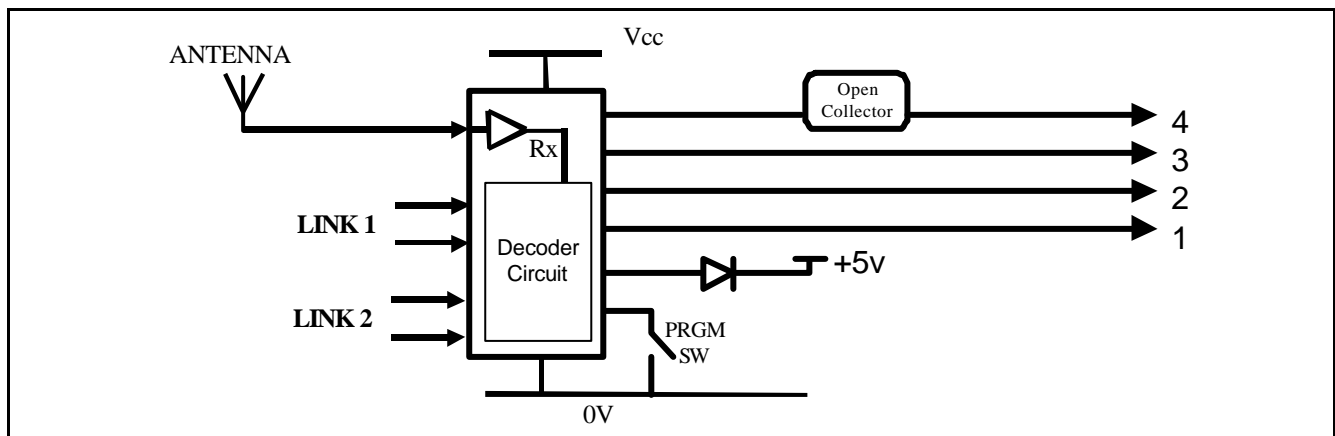 Vcc
ANTENNA
Open
Collector
4
Rx
3
2
LINK 1
1
Decoder
Circuit
+5v
LINK 2
PRGM
SW
0V